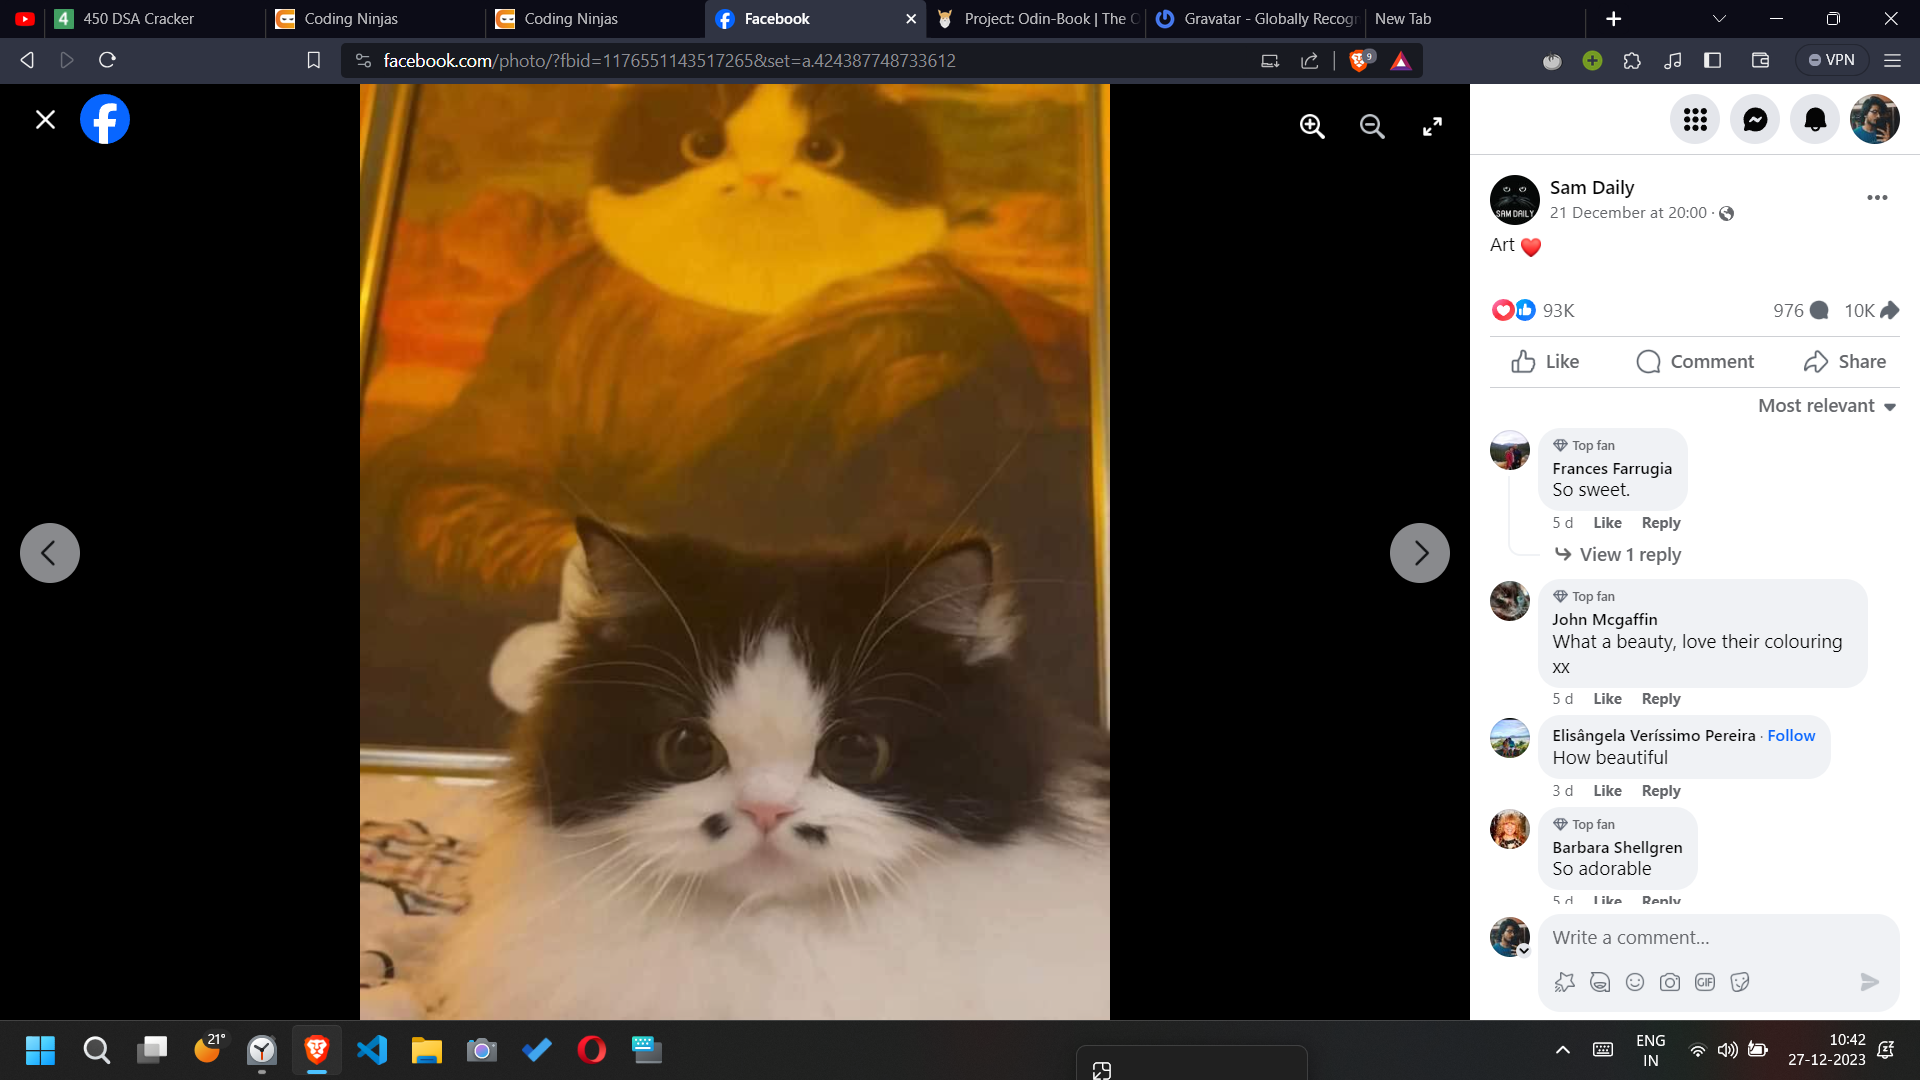 450 DSA Cracker
Coding Ninjas
Coding Ninjas
Facebook
Project: Odin-Book | The O
Gravatar - Globally Recogn
New Tab
facebook.com/photo/?fbid=1176551143517265&set=a.424387748733612
9
VPN
SAM DAILY
Sam Daily
21 December at 20:00 ·
Art
93K
976
10K
Like
Comment
Share
Most relevant
Top fan
Frances Farrugia
So sweet.
5 d Like Reply
View 1 reply
Top fan
John Mcgaffin
What a beauty, love their colouring
xx
5 d Like Reply
Elisângela Veríssimo Pereira · Follow
How beautiful
3 d Like Reply
Top fan
Barbara Shellgren
So adorable
5 d Like Reply
Write a comment...
GIF
21°
ENG
IN
10:42
27-12-2023